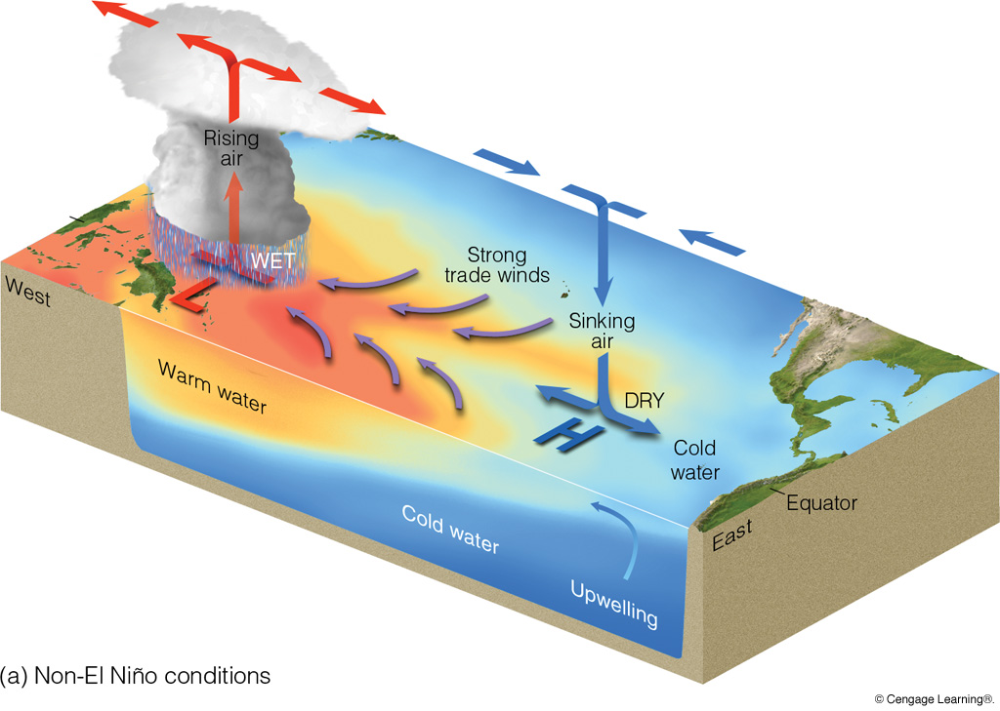 Rising
air
WET
L
West
Strong
trade winds
Sinking
air
DRY
H
Cold
water
Warm water
Cold water
Upwelling
Equator
East
(a) Non-El Niño conditions
© Cengage Learning®.